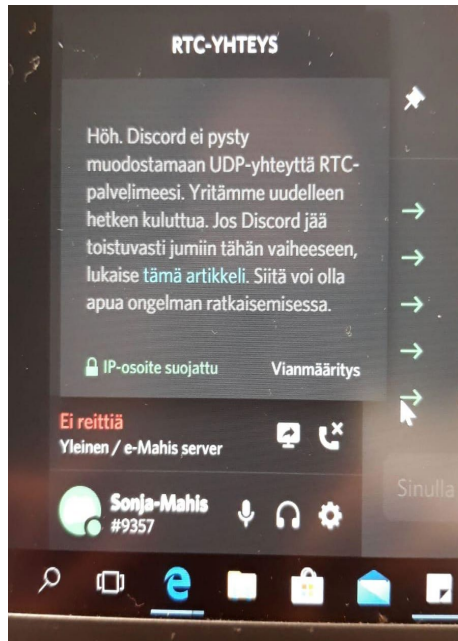 RTC-YHTEYS
Höh. Discord ei pysty
muodostamaan UDP-yhteyttä RTC-
palvelimeesi. Yritämme uudelleen
hetken kuluttua. Jos Discord jää
toistuvasti jumiin tähän vaiheeseen,
lukaise tämä artikkeli. Siitä voi olla
apua ongelman ratkaisemisessa.
IP-osoite suojattu Vianmääritys
Ei reittiä
Yleinen / e-Mahis server
Sinulla
Sonja-Mahis
#9357